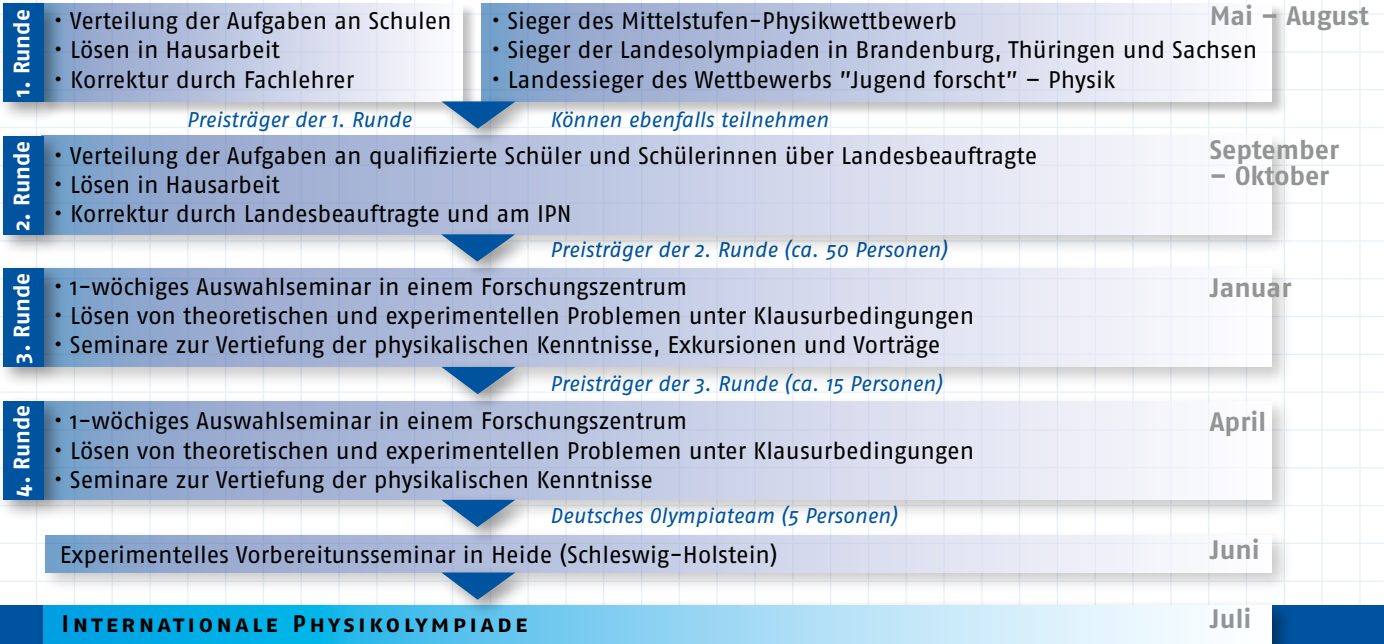 1. Runde
· Verteilung der Aufgaben an Schulen
· Lösen in Hausarbeit
· Korrektur durch Fachlehrer
· Sieger des Mittelstufen-Physikwettbewerb
· Sieger der Landesolympiaden in Brandenburg, Thüringen und Sachsen
· Landessieger des Wettbewerbs "Jugend forscht" – Physik
Mai – August
Preisträger der 1. Runde
Können ebenfalls teilnehmen
2. Runde
· Verteilung der Aufgaben an qualifizierte Schüler und Schülerinnen über Landesbeauftragte
· Lösen in Hausarbeit
· Korrektur durch Landesbeauftragte und am IPN
September
– Oktober
Preisträger der 2. Runde (ca. 50 Personen)
3. Runde
· 1-wöchiges Auswahlseminar in einem Forschungszentrum
· Lösen von theoretischen und experimentellen Problemen unter Klausurbedingungen
· Seminare zur Vertiefung der physikalischen Kenntnisse, Exkursionen und Vorträge
Januar
Preisträger der 3. Runde (ca. 15 Personen)
4. Runde
· 1-wöchiges Auswahlseminar in einem Forschungszentrum
· Lösen von theoretischen und experimentellen Problemen unter Klausurbedingungen
· Seminare zur Vertiefung der physikalischen Kenntnisse
April
Deutsches Olympiateam (5 Personen)
Experimentelles Vorbereitunsseminar in Heide (Schleswig-Holstein)
Juni
INTERNATIONALE PHYSIKOLYMPIADE
Juli